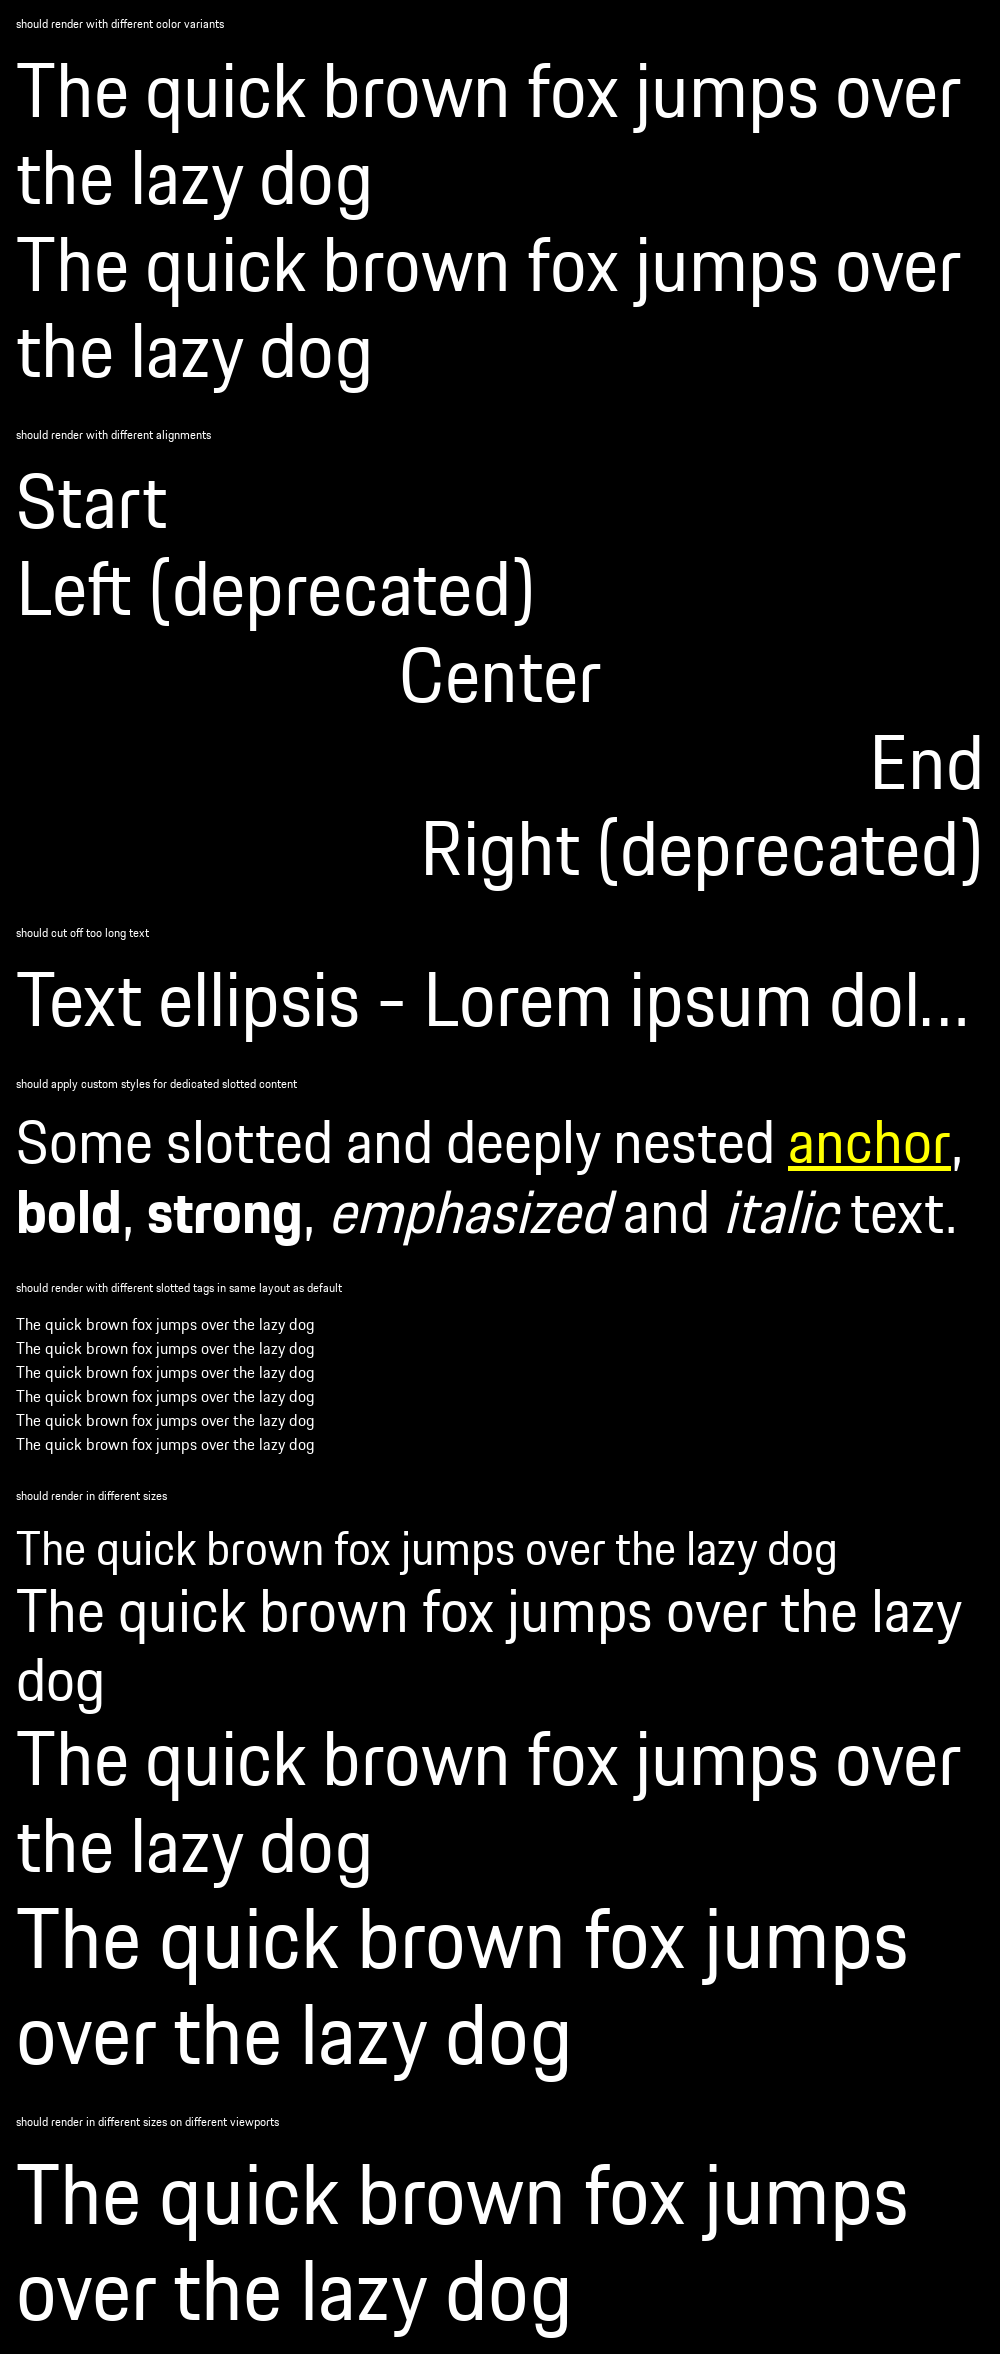 should render with different color variants
The quick brown fox jumps over
the lazy dog
The quick brown fox jumps over
the lazy dog
should render with different alignments
Start
Left (deprecated)
Center
End
Right (deprecated)
should cut off too long text
Text ellipsis - Lorem ipsum dol...
should apply custom styles for dedicated slotted content
Some slotted and deeply nested anchor,
bold, strong, emphasized and italic text.
should render with different slotted tags in same layout as default
The quick brown fox jumps over the lazy dog
The quick brown fox jumps over the lazy dog
The quick brown fox jumps over the lazy dog
The quick brown fox jumps over the lazy dog
The quick brown fox jumps over the lazy dog
The quick brown fox jumps over the lazy dog
should render in different sizes
The quick brown fox jumps over the lazy dog
The quick brown fox jumps over the lazy
dog
The quick brown fox jumps over
the lazy dog
The quick brown fox jumps
over the lazy dog
should render in different sizes on different viewports
The quick brown fox jumps
over the lazy dog